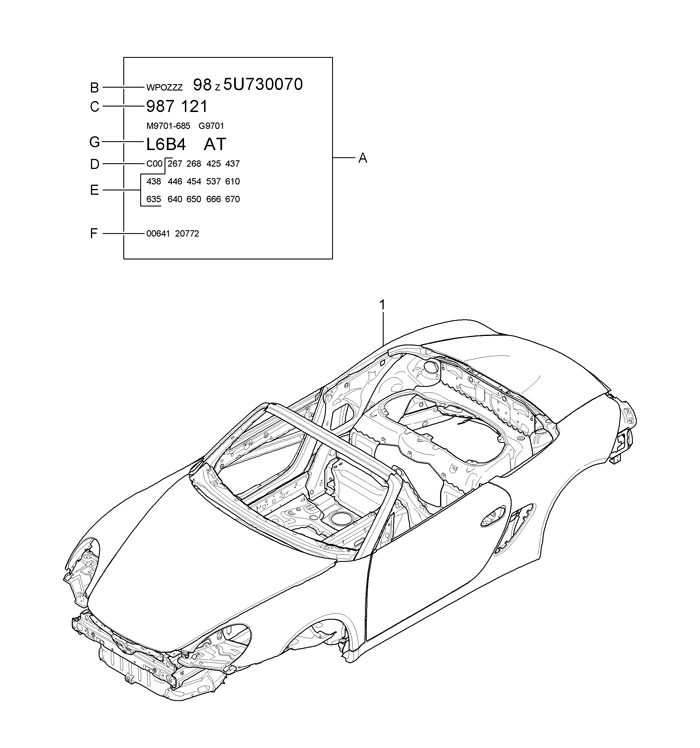 B WPOZZZ 98 Z 5U730070
C 987 121
M9701-685 G9701
G L6B4 AT
A
D C00 267 268 425 437
E 438 446 454 537 610
635 640 650 666 670
F 00641 20772
1